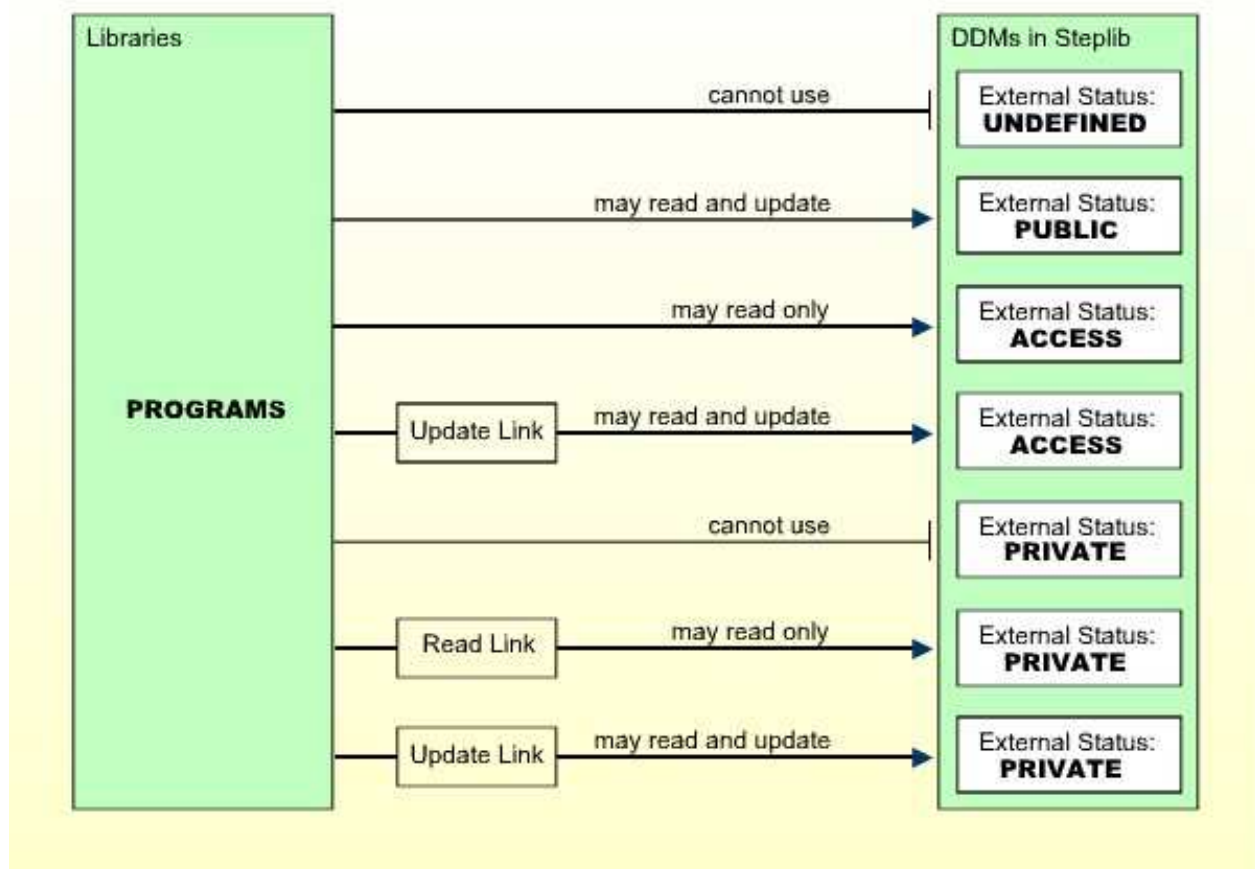 Libraries
DDMs in Steplib
cannot use
External Status:
UNDEFINED
may read and update
External Status:
PUBLIC
may read only
External Status:
ACCESS
PROGRAMS
Update Link
may read and update
External Status:
ACCESS
cannot use
External Status:
PRIVATE
Read Link
may read only
External Status:
PRIVATE
Update Link
may read and update
External Status:
PRIVATE